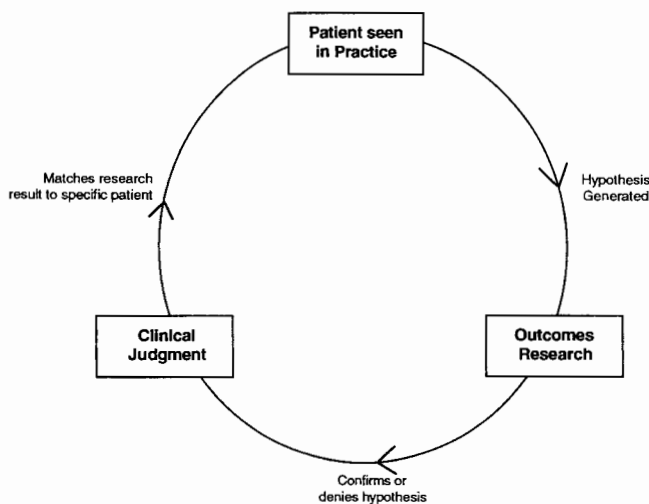 Patient seen
in Practice
Matches research
result to specific patient
Hypothesis
Generated
Clinical
Judgment
Outcomes
Research
Confirms or
denies hypothesis